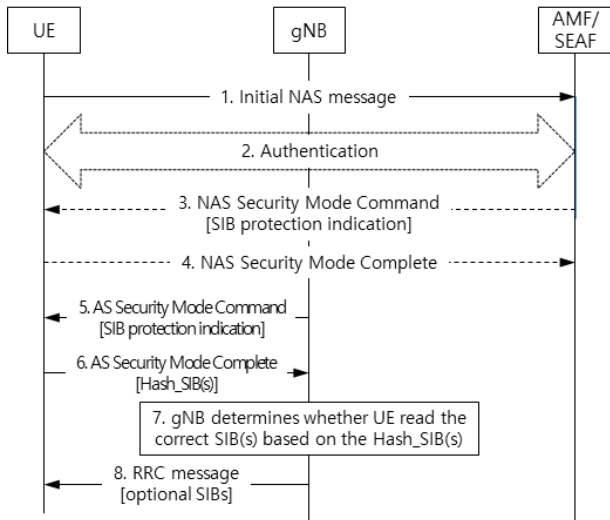 UE
gNB
AMF/
SEAF
1. Initial NAS message
2. Authentication
3. NAS Security Mode Command
[SIB protection indication]
4. NAS Security Mode Complete
5. AS Security Mode Command
[SIB protection indication]
6. AS Security Mode Complete
[Hash_SIB(s)]
7. gNB determines whether UE read the
correct SIB(s) based on the Hash_SIB(s)
8. RRC message
[optional SIBs]